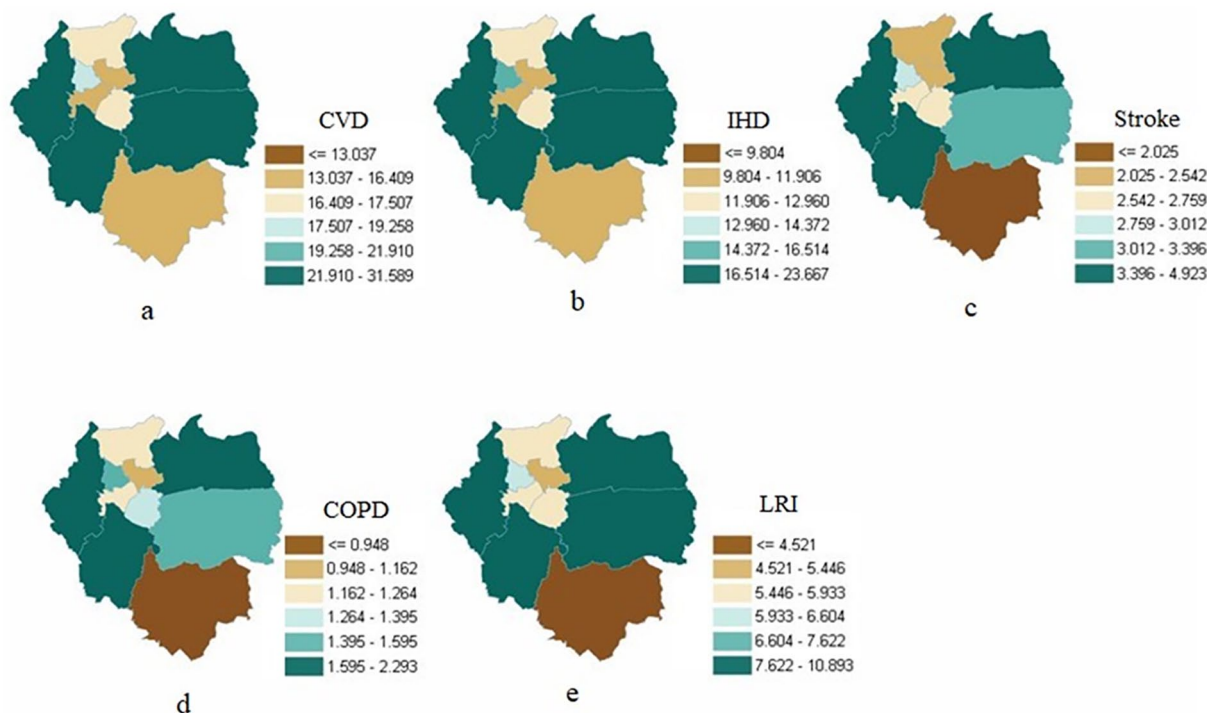 CVD
<= 13.037
13.037 - 16.409
16.409 - 17.507
17.507 - 19.258
19.258 - 21.910
21.910 - 31.589
a
IHD
<= 9.804
9.804 - 11.906
11.906 - 12.960
12.960 - 14.372
14.372 - 16.514
16.514 - 23.667
b
Stroke
<= 2.025
2.025 - 2.542
2.542 - 2.759
2.759 - 3.012
3.012 - 3.396
3.396 - 4.923
c
COPD
<= 0.948
0.948 - 1.162
1.162 - 1.264
1.264 - 1.395
1.395 - 1.595
1.595 - 2.293
d
LRI
<= 4.521
4.521 - 5.446
5.446 - 5.933
5.933 - 6.604
6.604 - 7.622
7.622 - 10.893
e